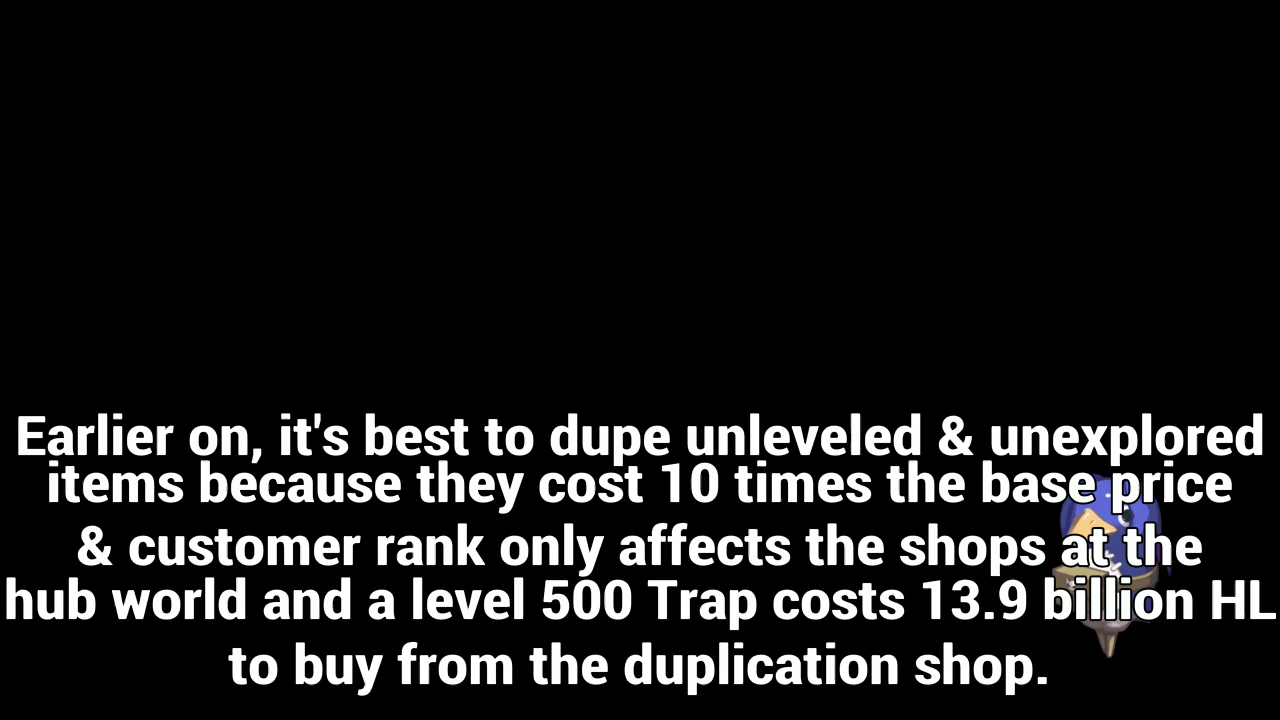 Earlier on, it's best to dupe unleveled & unexplored
items because they cost 10 times the base price
& customer rank only affects the shops at the
hub world and a level 500 Trap costs 13.9 billion HL
to buy from the duplication shop.